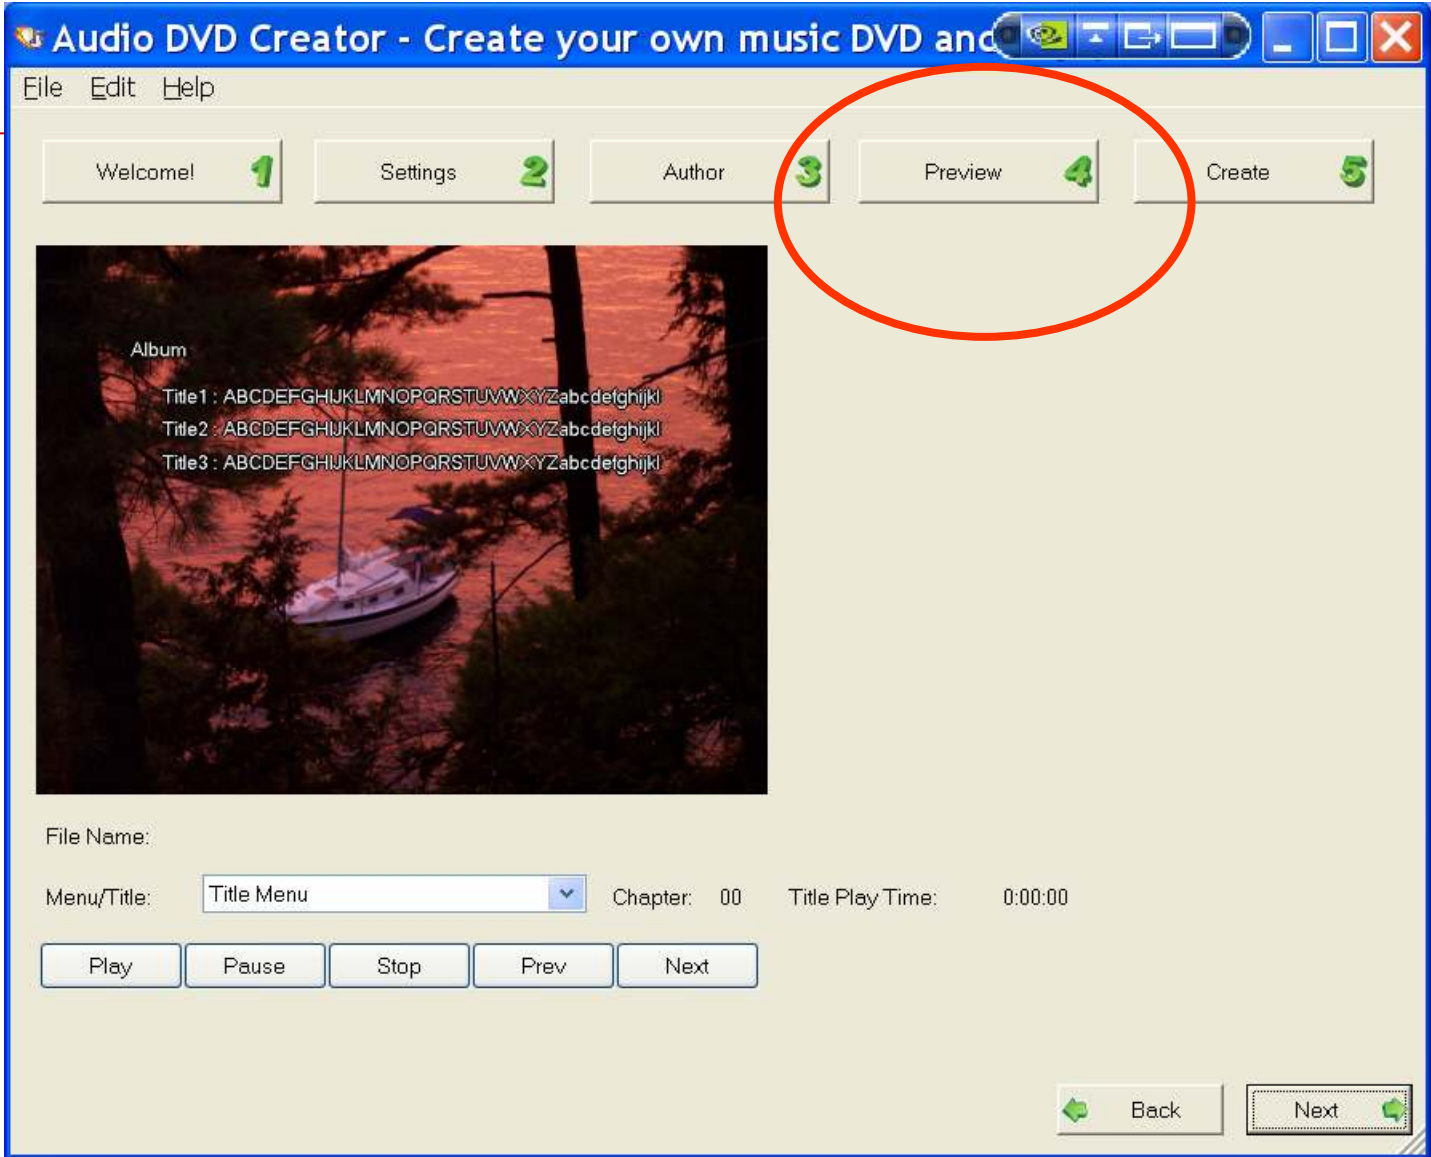 Audio DVD Creator - Create your own music DVD and
File Edit Help
Welcome! 1 Settings 2 Author 3 Preview 4 Create 5
Album
Title1 : ABCDEFGHIJKLMNOPQRSTUVWXYZabcdefghijkl
Title2 : ABCDEFGHIJKLMNOPQRSTUVWXYZabcdefghijkl
Title3 : ABCDEFGHIJKLMNOPQRSTUVWXYZabcdefghijkl
File Name:
Menu/Title: Title Menu Chapter: 00 Title Play Time: 0:00:00
Play Pause Stop Prev Next
Back Next